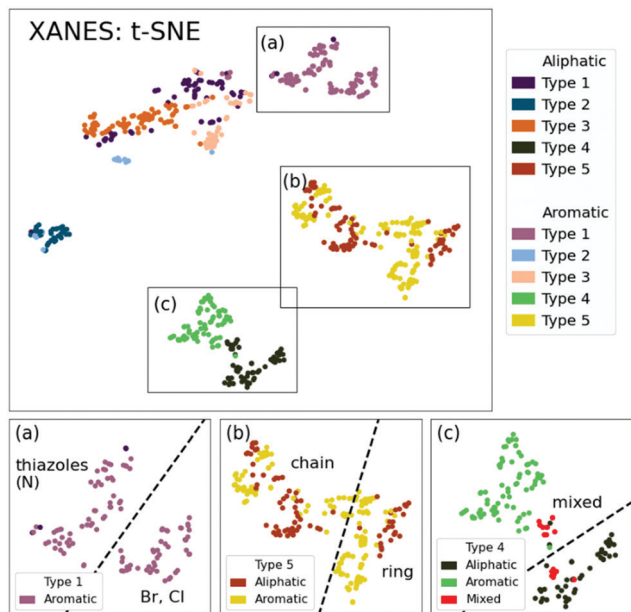 XANES: t-SNE
(a)
(b)
(c)
Aliphatic
Type 1
Type 2
Type 3
Type 4
Type 5
Aromatic
Type 1
Type 2
Type 3
Type 4
Type 5
(a)
thiazoles
(N)
Br, Cl
Type 1
Aromatic
(b)
chain
ring
Type 5
Aliphatic
Aromatic
(c)
mixed
Type 4
Aliphatic
Aromatic
Mixed